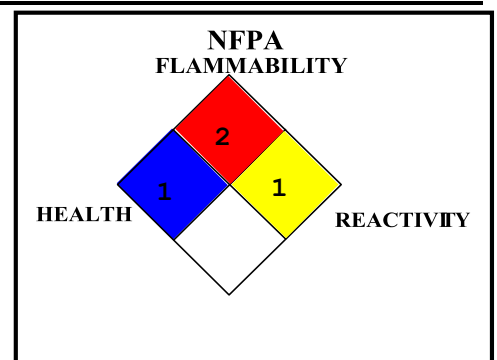 NFPA
FLAMMABILITY
2
1
1
HEALTH
REACTIVITY